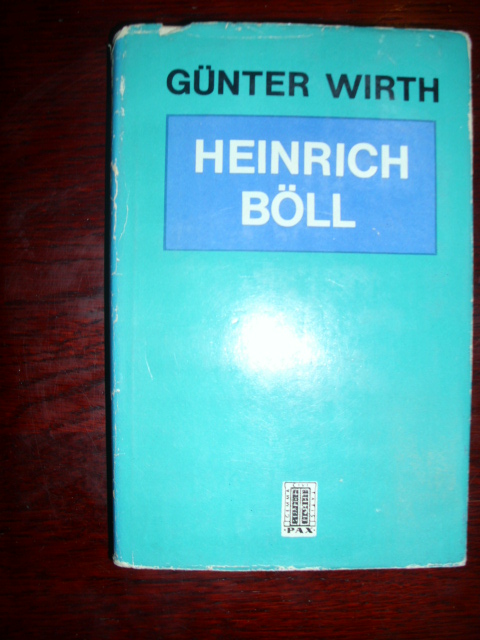 GÜNTER WIRTH
HEINRICH
BÖLL
PAX